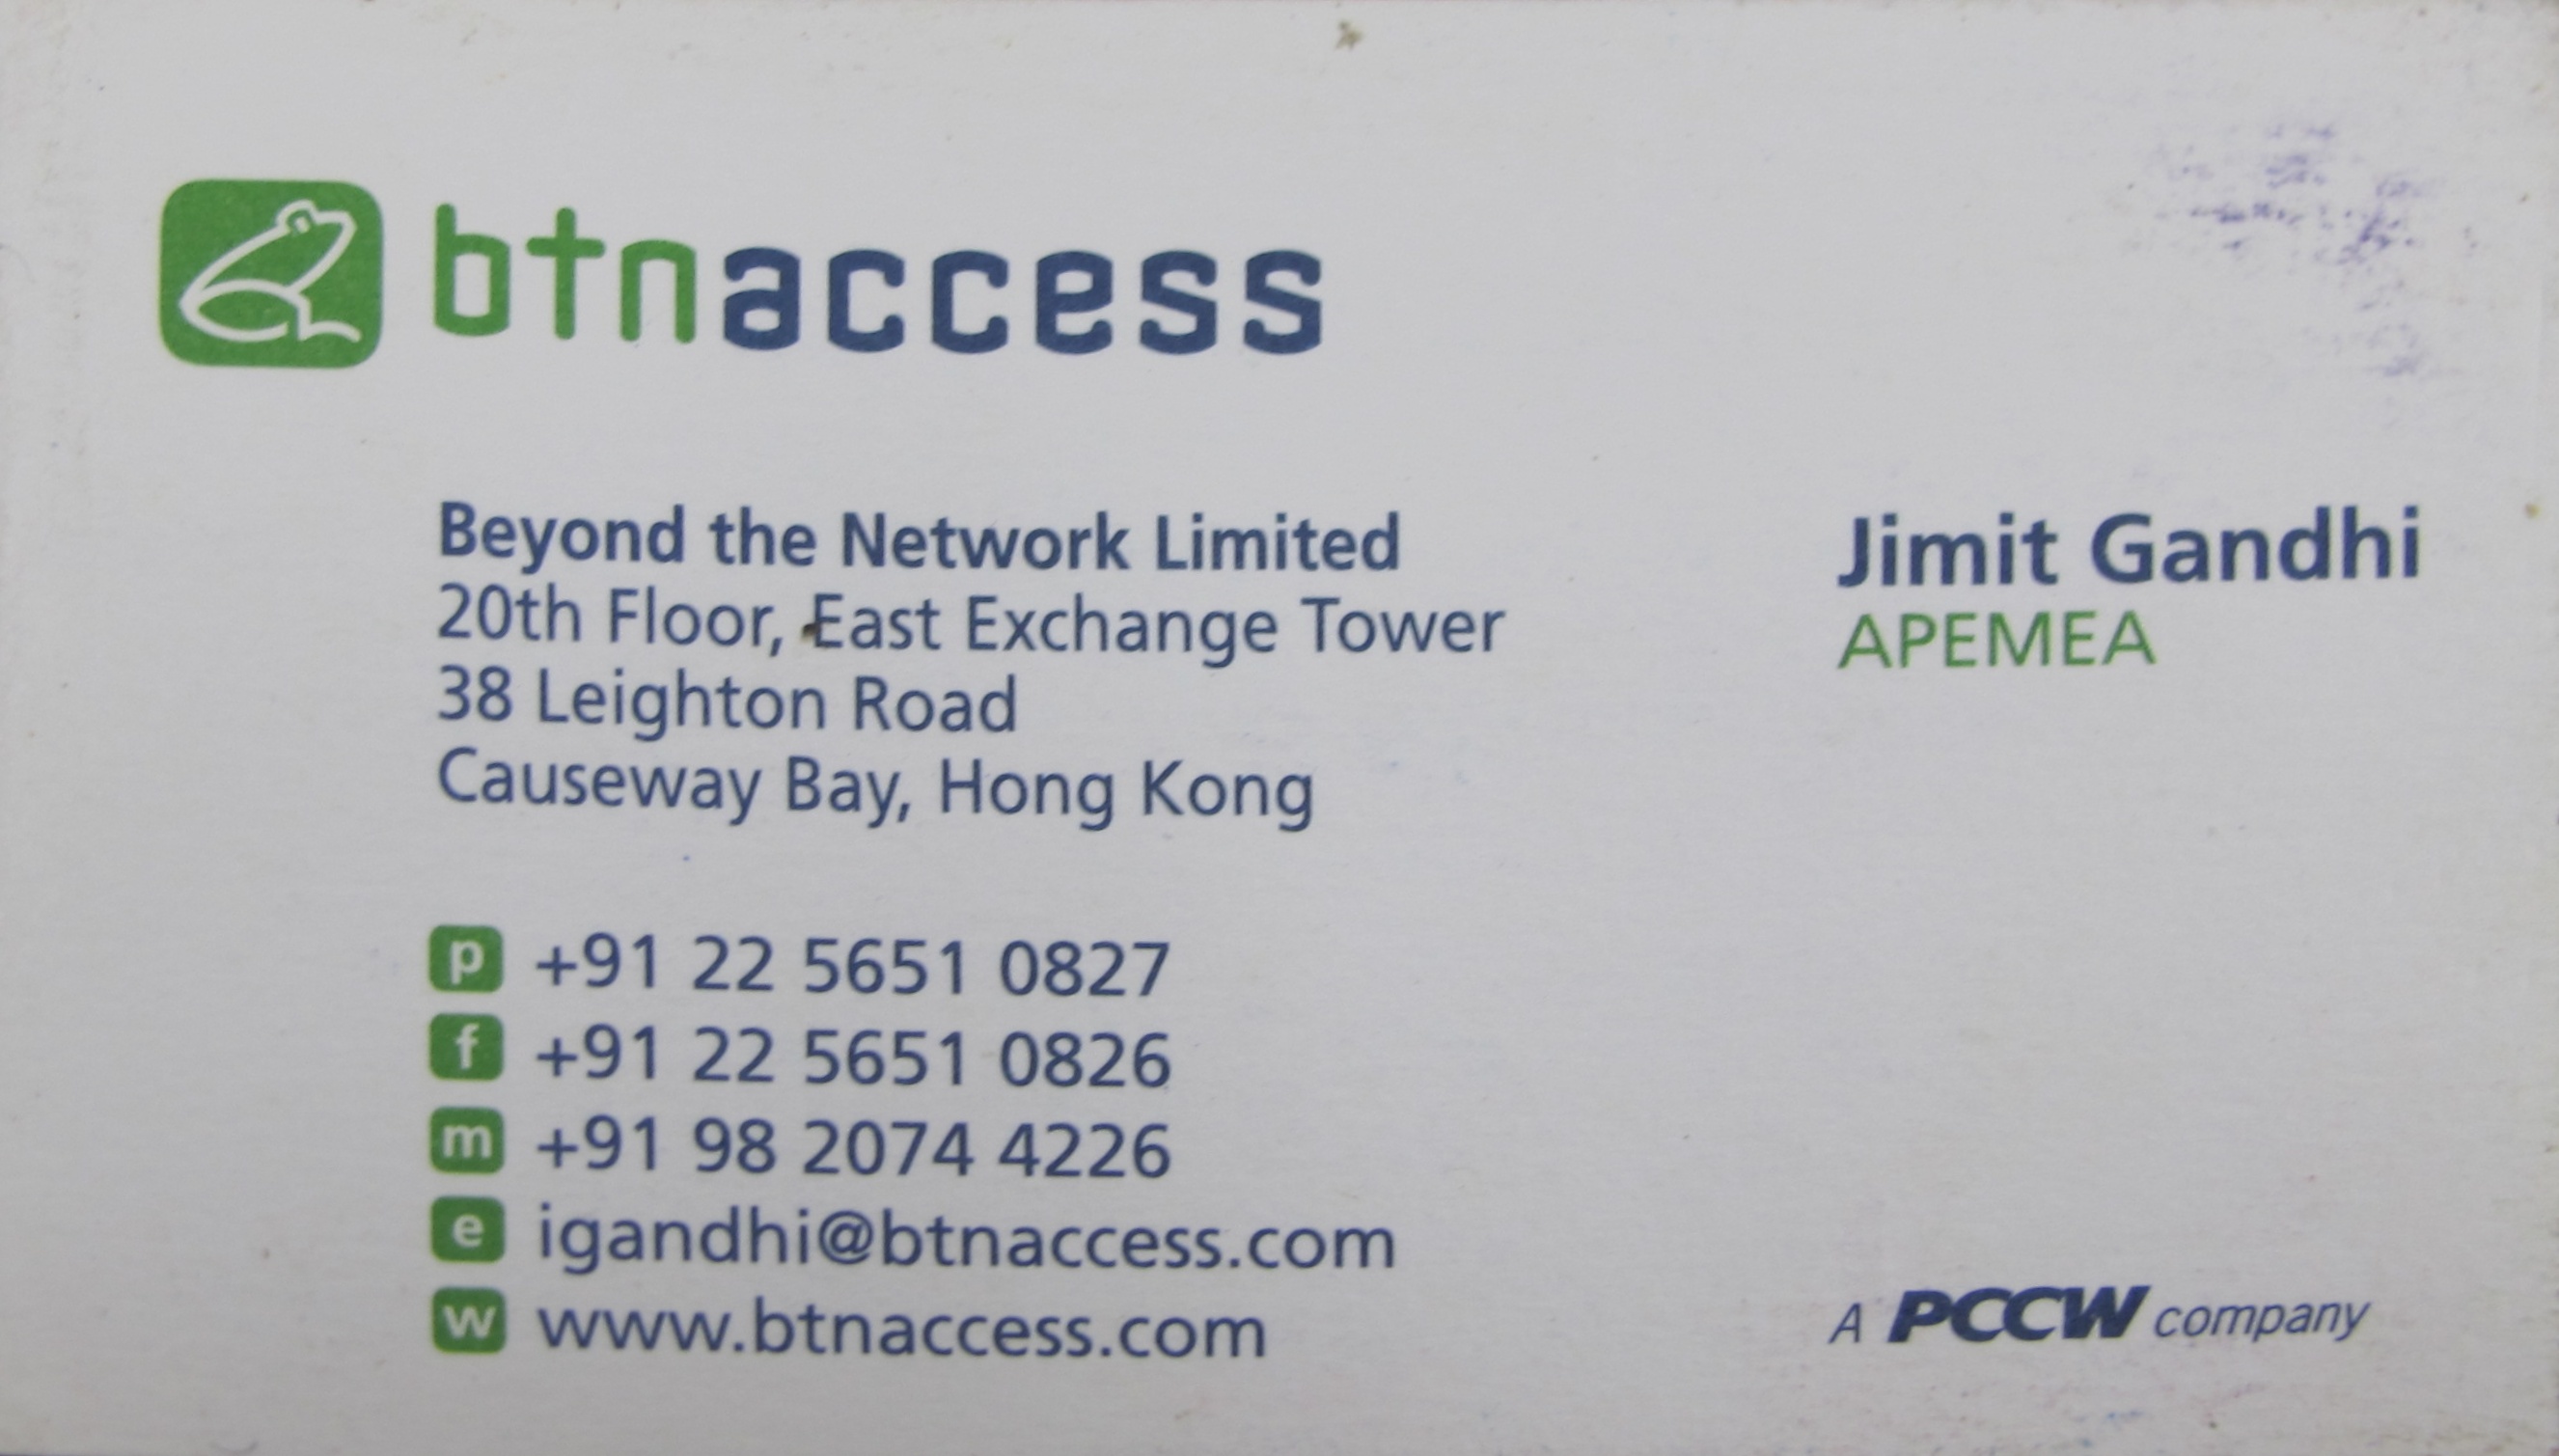 btnaccess
Beyond the Network Limited
20th Floor, East Exchange Tower
38 Leighton Road
Causeway Bay, Hong Kong
Jimit Gandhi
APEMEA
p +91 22 5651 0827
f +91 22 5651 0826
m +91 98 2074 4226
e igandhi@btnaccess.com
w www.btnaccess.com
A PCCW company